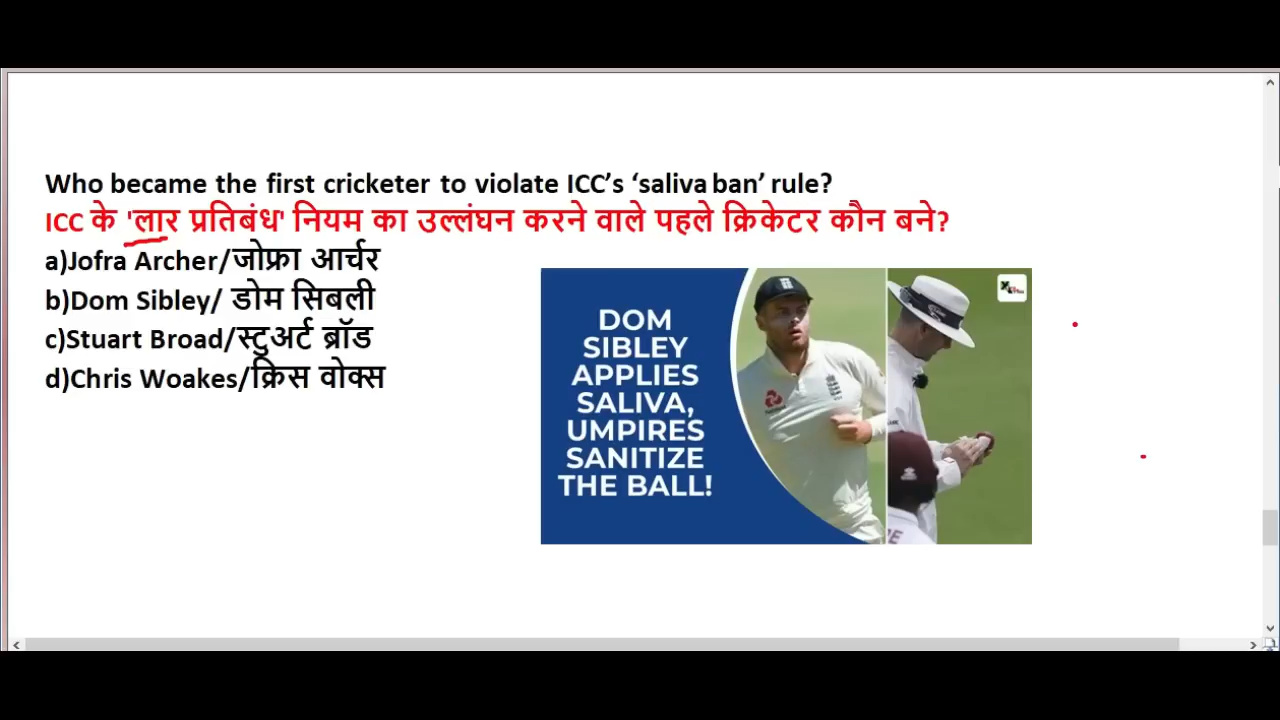 Who became the first cricketer to violate ICC’s ‘saliva ban’ rule?
ICC के 'लार प्रतिबंध' नियम का उल्लंघन करने वाले पहले क्रिकेटर कौन बने?
a)Jofra Archer/जोफ्रा आर्चर
b)Dom Sibley/ डोम सिबली
c)Stuart Broad/स्टुअर्ट ब्रॉड
d)Chris Woakes/क्रिस वोक्स
DOM
SIBLEY
APPLIES
SALIVA,
UMPIRES
SANITIZE
THE BALL!